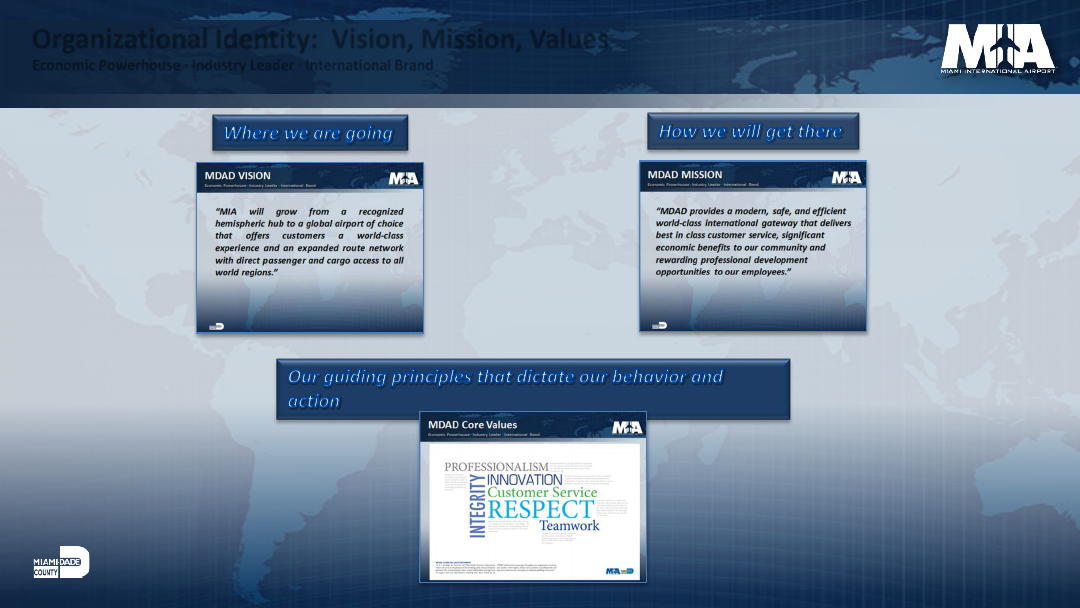 Organizational Identity: Vision, Mission, Values
Economic Powerhouse · Industry Leader · International Brand
MIA
MIAMI INTERNATIONAL AIRPORT
Where we are going
How we will get there
MDAD VISION
Economic Powerhouse · Industry Leader · International Brand
MIA
“MIA will grow from a recognized
hemispheric hub to a global airport of choice
that offers customers a world-class
experience and an expanded route network
with direct passenger and cargo access to all
world regions.”
MDAD MISSION
Economic Powerhouse · Industry Leader · International Brand
MIA
“MDAD provides a modern, safe, and efficient
world-class international gateway that delivers
best in class customer service, significant
economic benefits to our community and
rewarding professional development
opportunities to our employees.”
Our guiding principles that dictate our behavior and
action
MDAD Core Values
Economic Powerhouse · Industry Leader · International Brand
MIA
PROFESSIONALISM
INTEGRITY
INNOVATION
Customer Service
RESPECT
Teamwork
MIA
MIAMI-DADE
COUNTY